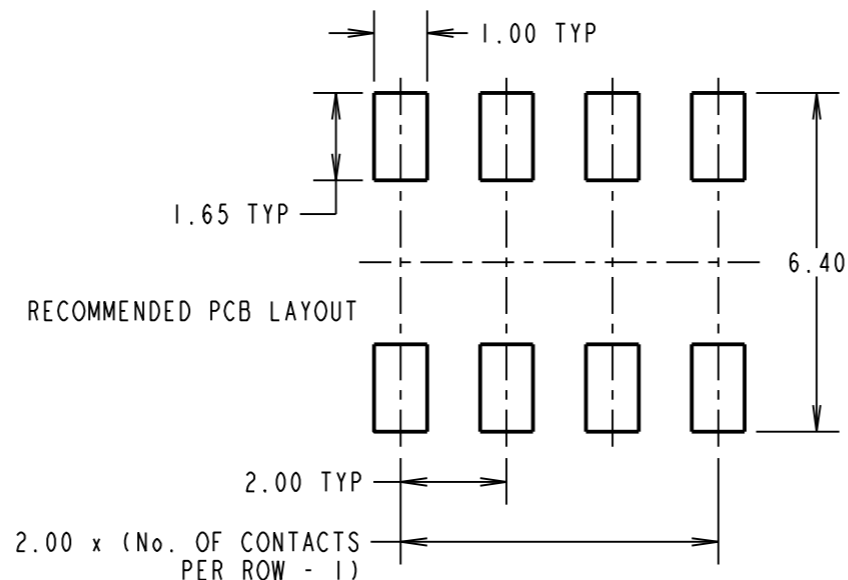 1.00 TYP
1.65 TYP
6.40
RECOMMENDED PCB LAYOUT
2.00 TYP
2.00 x (No. OF CONTACTS
PER ROW - 1)